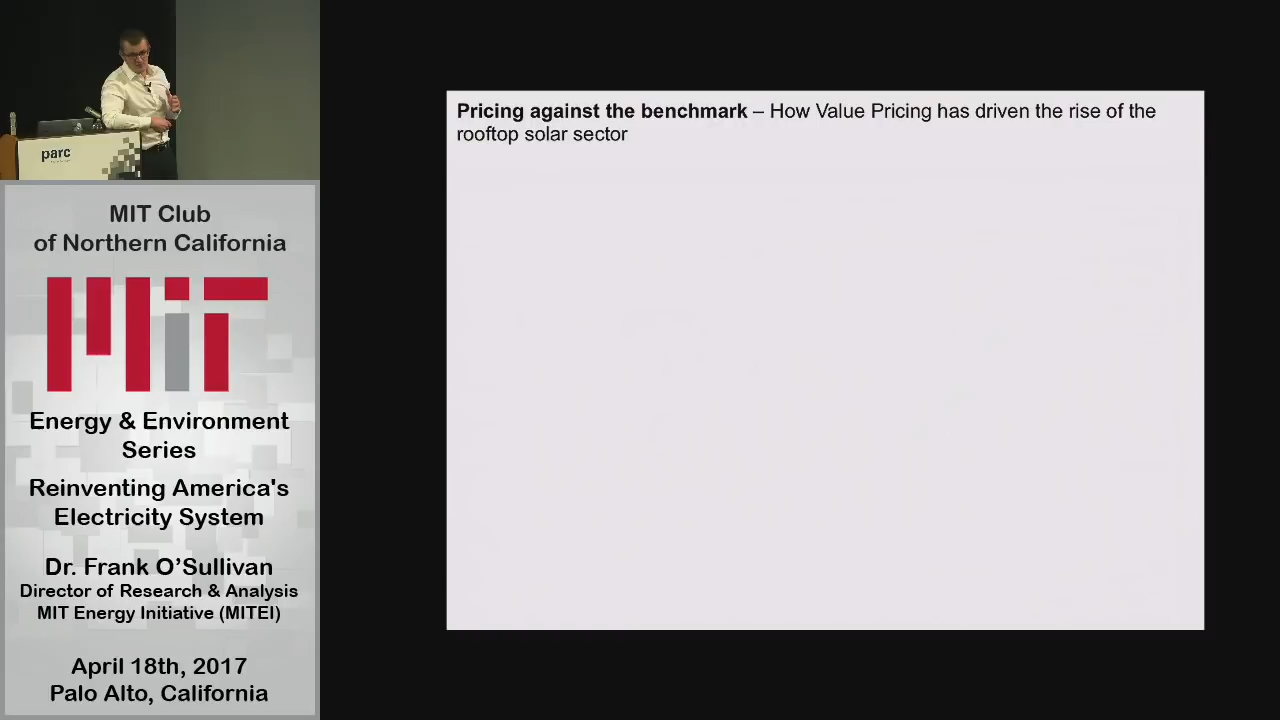 parc
MIT Club
of Northern California
MIT
Energy & Environment
Series
Reinventing America's
Electricity System
Dr. Frank O’Sullivan
Director of Research & Analysis
MIT Energy Initiative (MITEI)
April 18th, 2017
Palo Alto, California
Pricing against the benchmark – How Value Pricing has driven the rise of the
rooftop solar sector